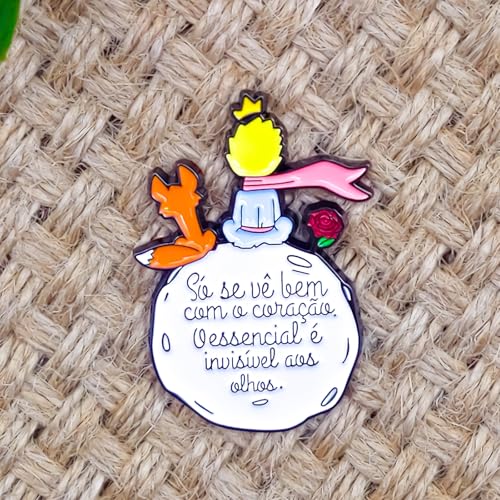 Só se vê bem
com o coração.
O essencial é
invisível aos
olhos.